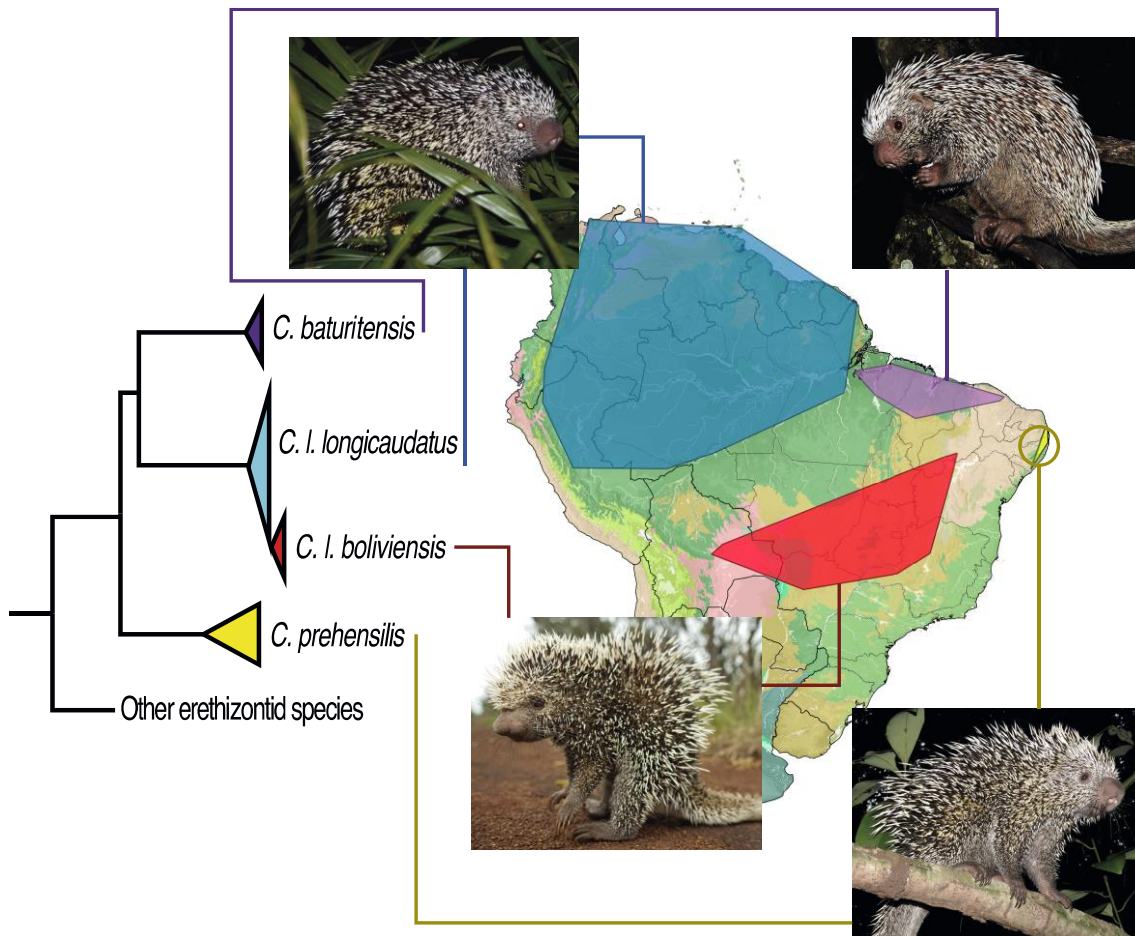 C. baturitensis
C. l. longicaudatus
C. l. boliviensis
C. prehensilis
Other erethizontid species